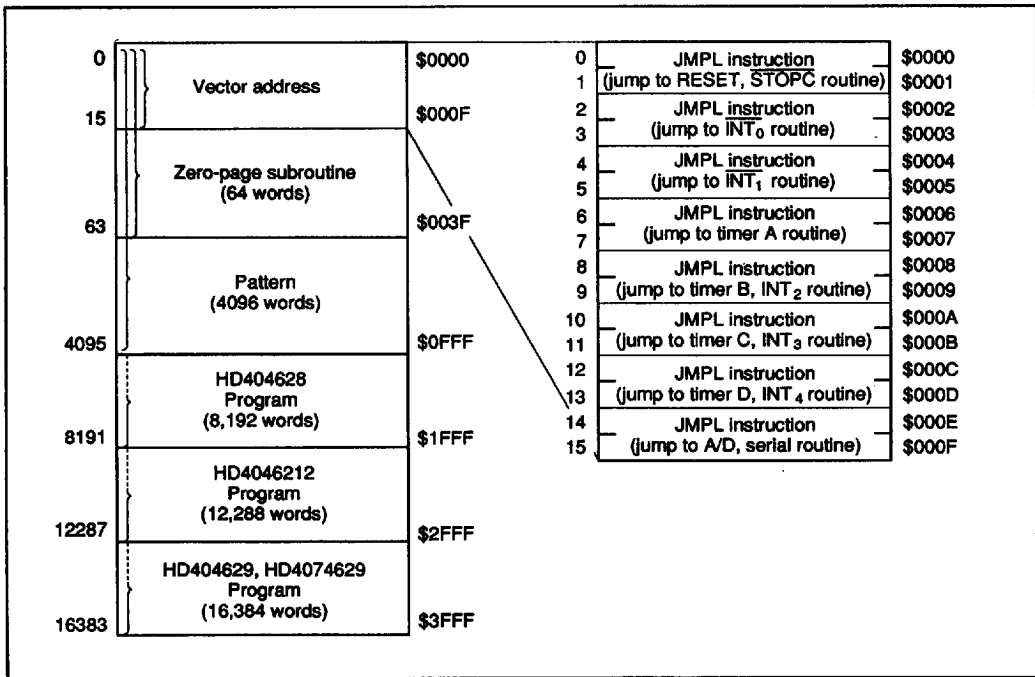 0
Vector address
$0000
15
$000F
Zero-page subroutine
(64 words)
63
$003F
Pattern
(4096 words)
4095
$0FFF
HD404628
Program
(8,192 words)
8191
$1FFF
HD4046212
Program
(12,288 words)
12287
$2FFF
HD404629, HD4074629
Program
(16,384 words)
16383
$3FFF
0 JMPL instruction $0000
1 (jump to RESET, STOPC routine) $0001
2 JMPL instruction $0002
3 (jump to INT0 routine) $0003
4 JMPL instruction $0004
5 (jump to INT1 routine) $0005
6 JMPL instruction $0006
7 (jump to timer A routine) $0007
8 JMPL instruction $0008
9 (jump to timer B, INT2 routine) $0009
10 JMPL instruction $000A
11 (jump to timer C, INT3 routine) $000B
12 JMPL instruction $000C
13 (jump to timer D, INT4 routine) $000D
14 JMPL instruction $000E
15 (jump to A/D, serial routine) $000F